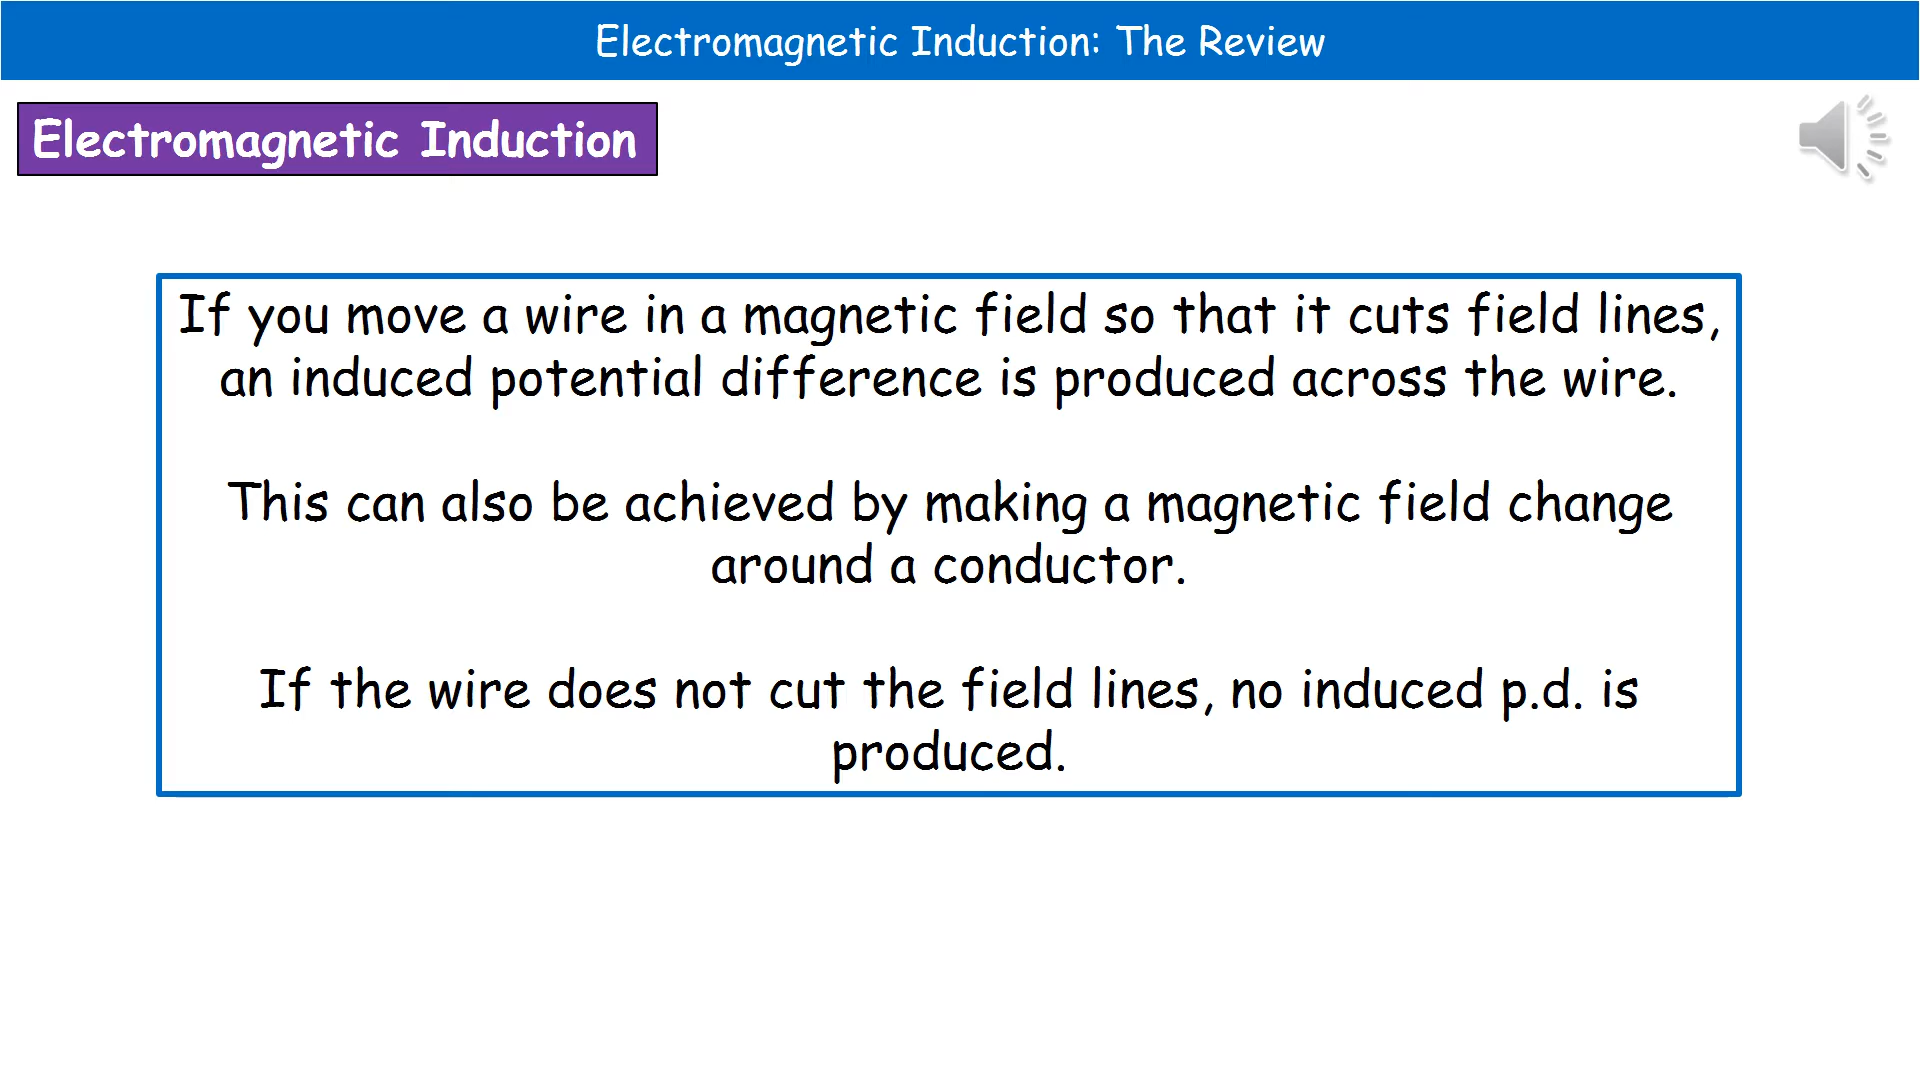 Electromagnetic Induction: The Review
Electromagnetic Induction
If you move a wire in a magnetic field so that it cuts field lines,
an induced potential difference is produced across the wire.
This can also be achieved by making a magnetic field change
around a conductor.
If the wire does not cut the field lines, no induced p.d. is
produced.